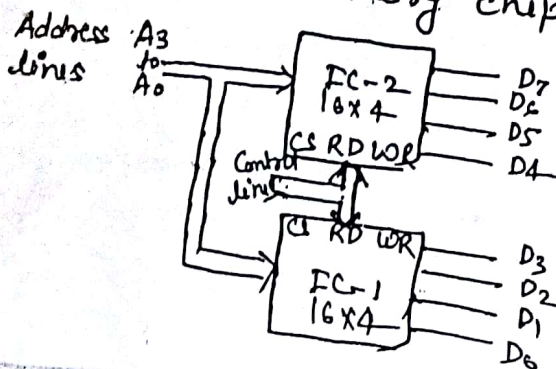 chip
Address A3
lines to
A0
IC-2
16X4
CS RD WR
D7
D6
D5
D4
Control
lines
CS RD WR
IC-1
16X4
D3
D2
D1
D0